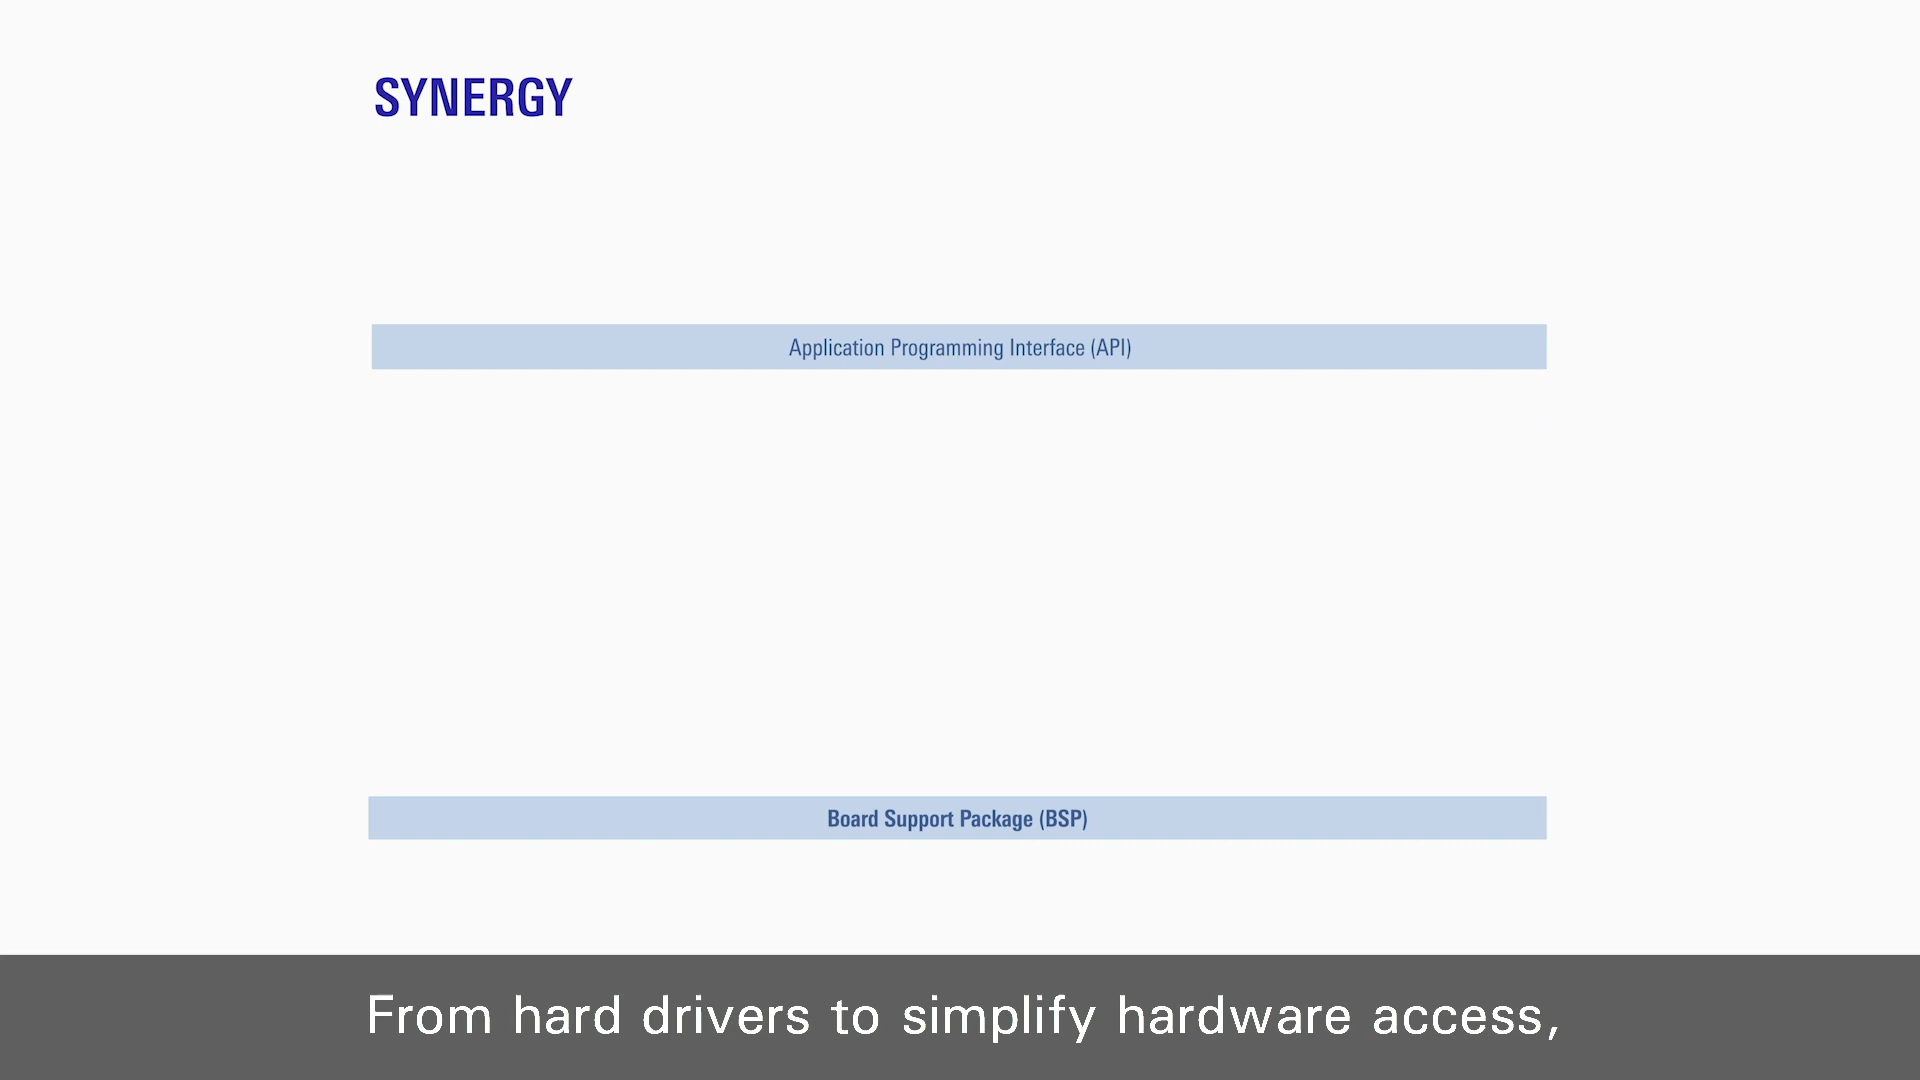 SYNERGY
Application Programming Interface (API)
Board Support Package (BSP)
From hard drivers to simplify hardware access,